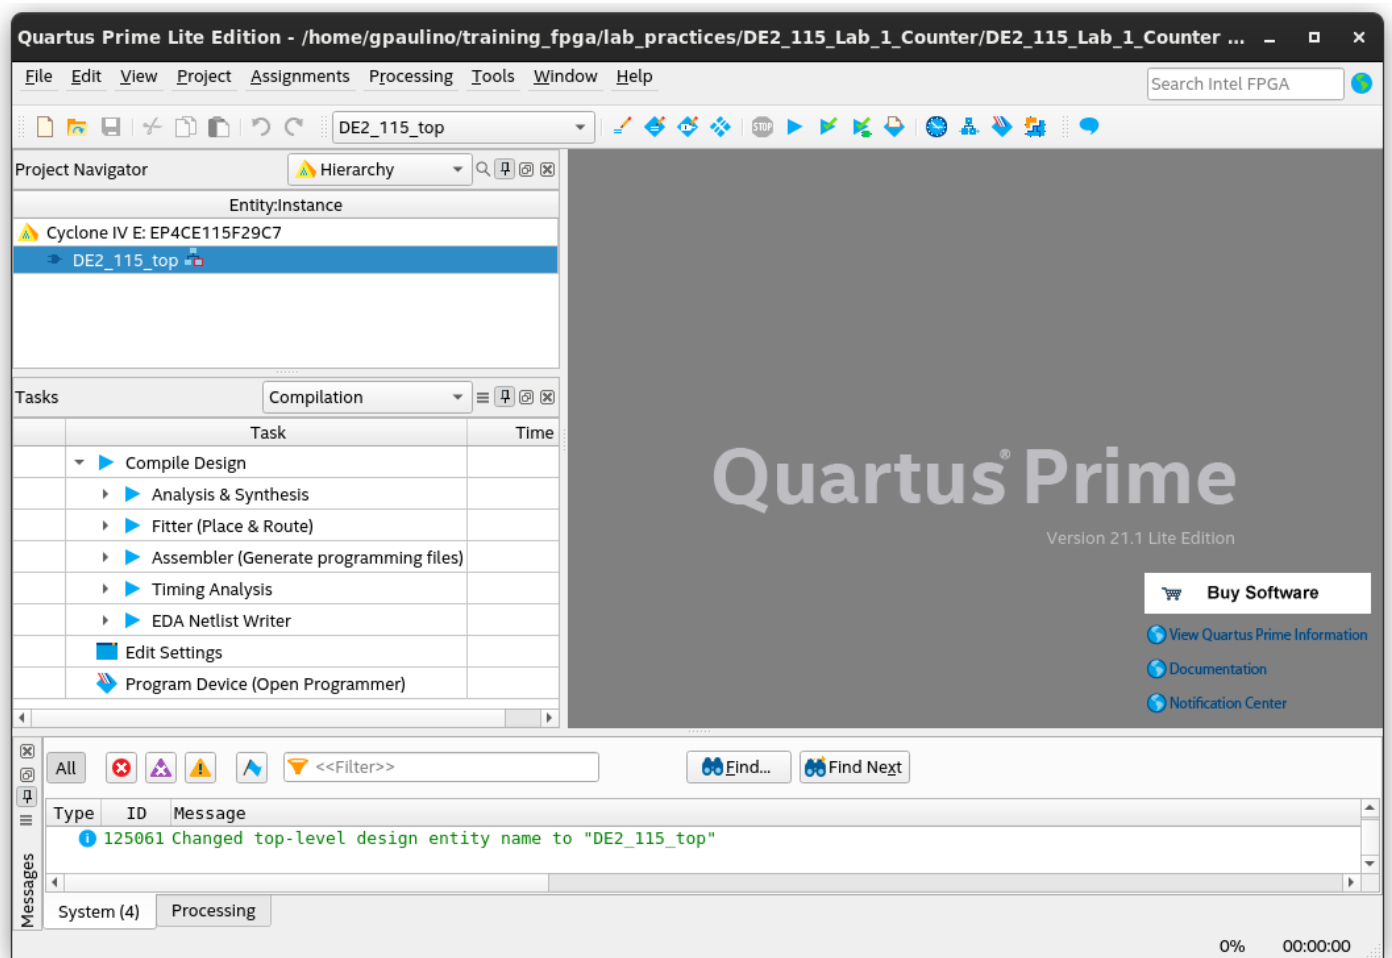 Quartus Prime Lite Edition - /home/gpaulino/training_fpga/lab_practices/DE2_115_Lab_1_Counter/DE2_115_Lab_1_Counter ...
File Edit View Project Assignments Processing Tools Window Help
Search Intel FPGA
DE2_115_top
STOP
Project Navigator
Hierarchy
Entity:Instance
Cyclone IV E: EP4CE115F29C7
DE2_115_top
Tasks
Compilation
Task Time
Compile Design
Analysis & Synthesis
Fitter (Place & Route)
Assembler (Generate programming files)
Timing Analysis
EDA Netlist Writer
Edit Settings
Program Device (Open Programmer)
Quartus® Prime
Version 21.1 Lite Edition
Buy Software
View Quartus Prime Information
Documentation
Notification Center
All
<<Filter>>
Find...
Find Next
Type ID Message
125061 Changed top-level design entity name to "DE2_115_top"
Messages
System (4) Processing
0% 00:00:00